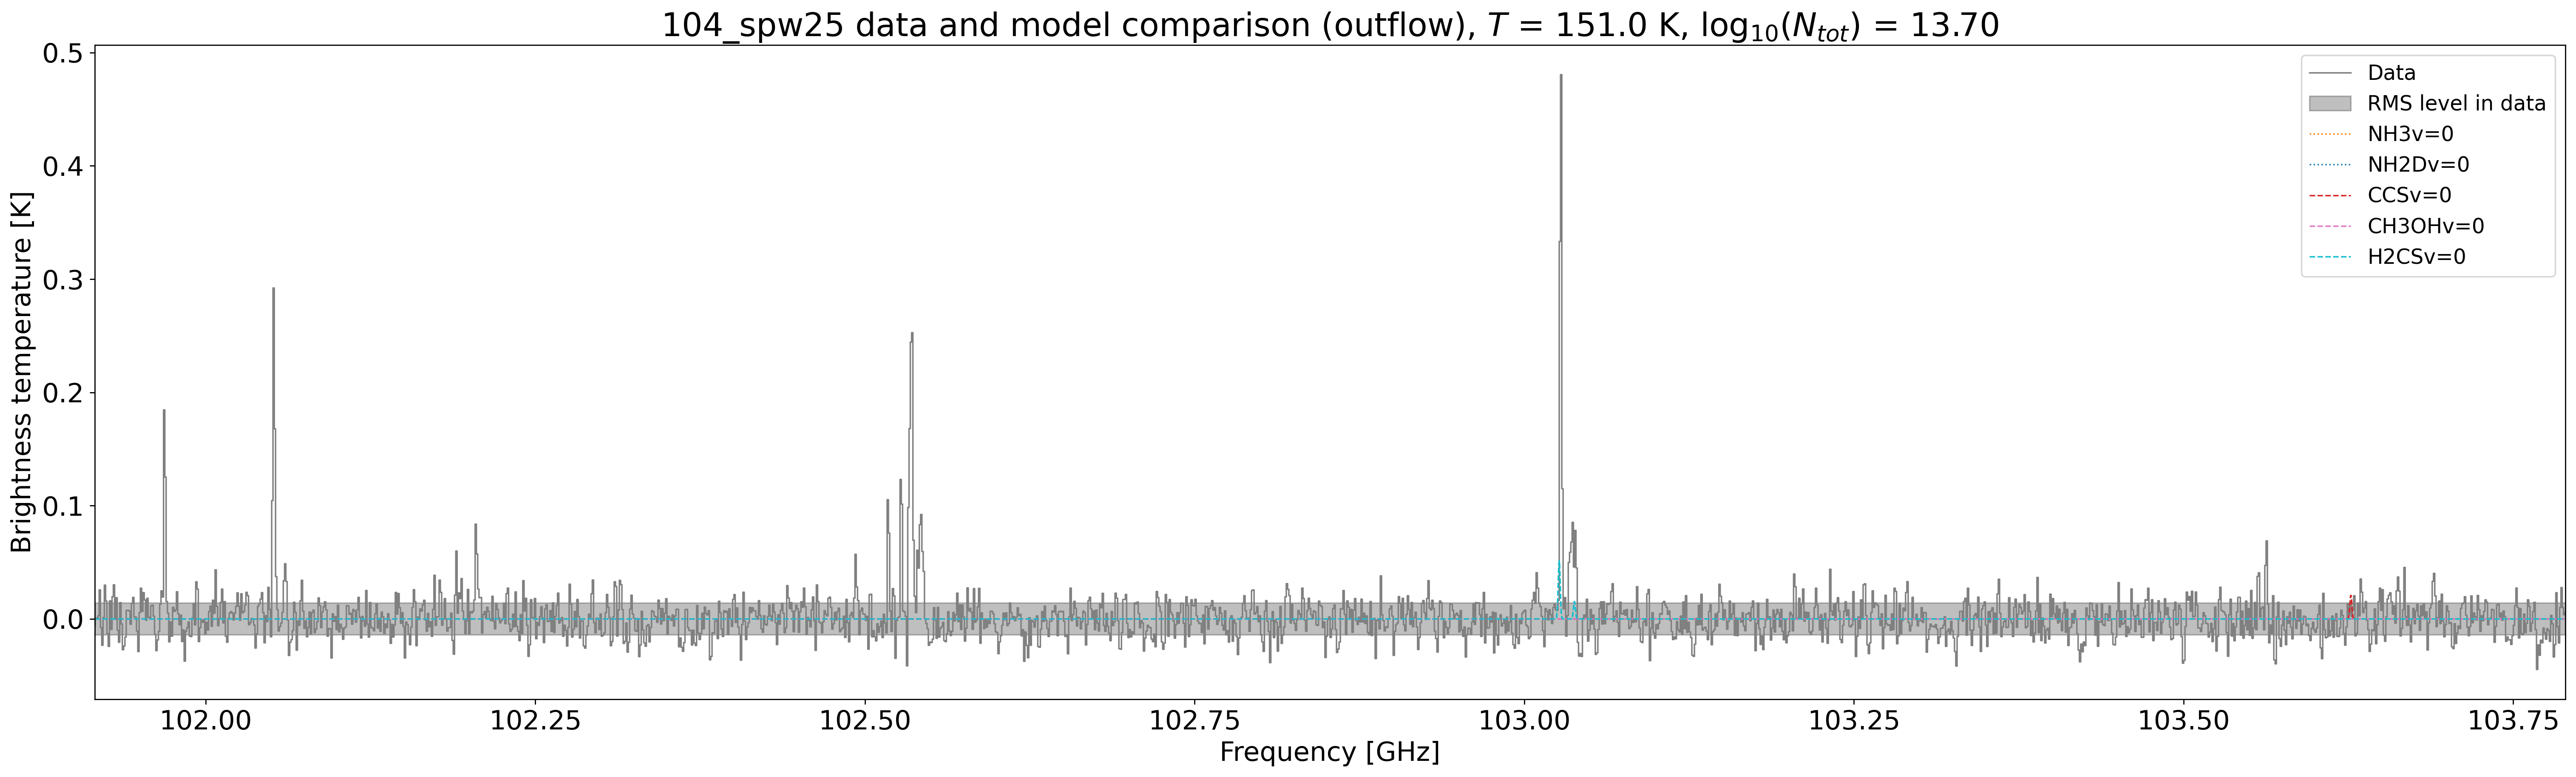 104_spw25 data and model comparison (outflow), T = 151.0 K, log10(Ntot) = 13.70
Brightness temperature [K]
0.5
0.4
0.3
0.2
0.1
0.0
Data
RMS level in data
NH3v=0
NH2Dv=0
CCSv=0
CH3OHv=0
H2CSv=0
102.00 102.25 102.50 102.75 103.00 103.25 103.50 103.75
Frequency [GHz]